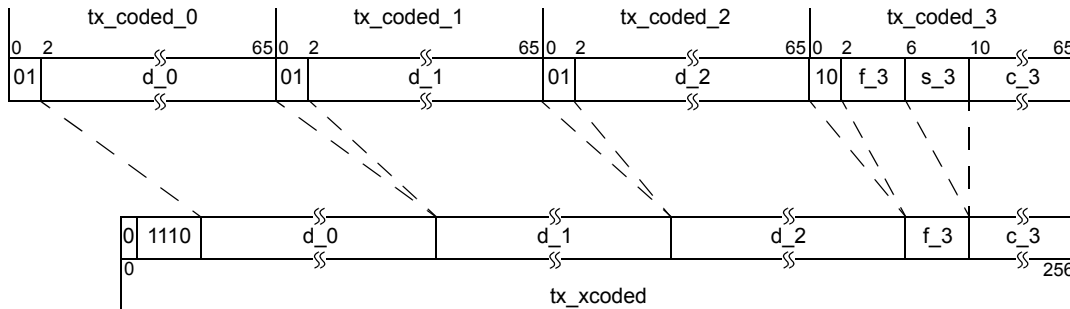 tx_coded_0 tx_coded_1 tx_coded_2 tx_coded_3
0 2 65 0 2 65 0 2 65 0 2 6 10 65
01 d_0 01 d_1 01 d_2 10 f_3 s_3 c_3
0 1110 d_0 d_1 d_2 f_3 c_3
0 256
tx_xcoded